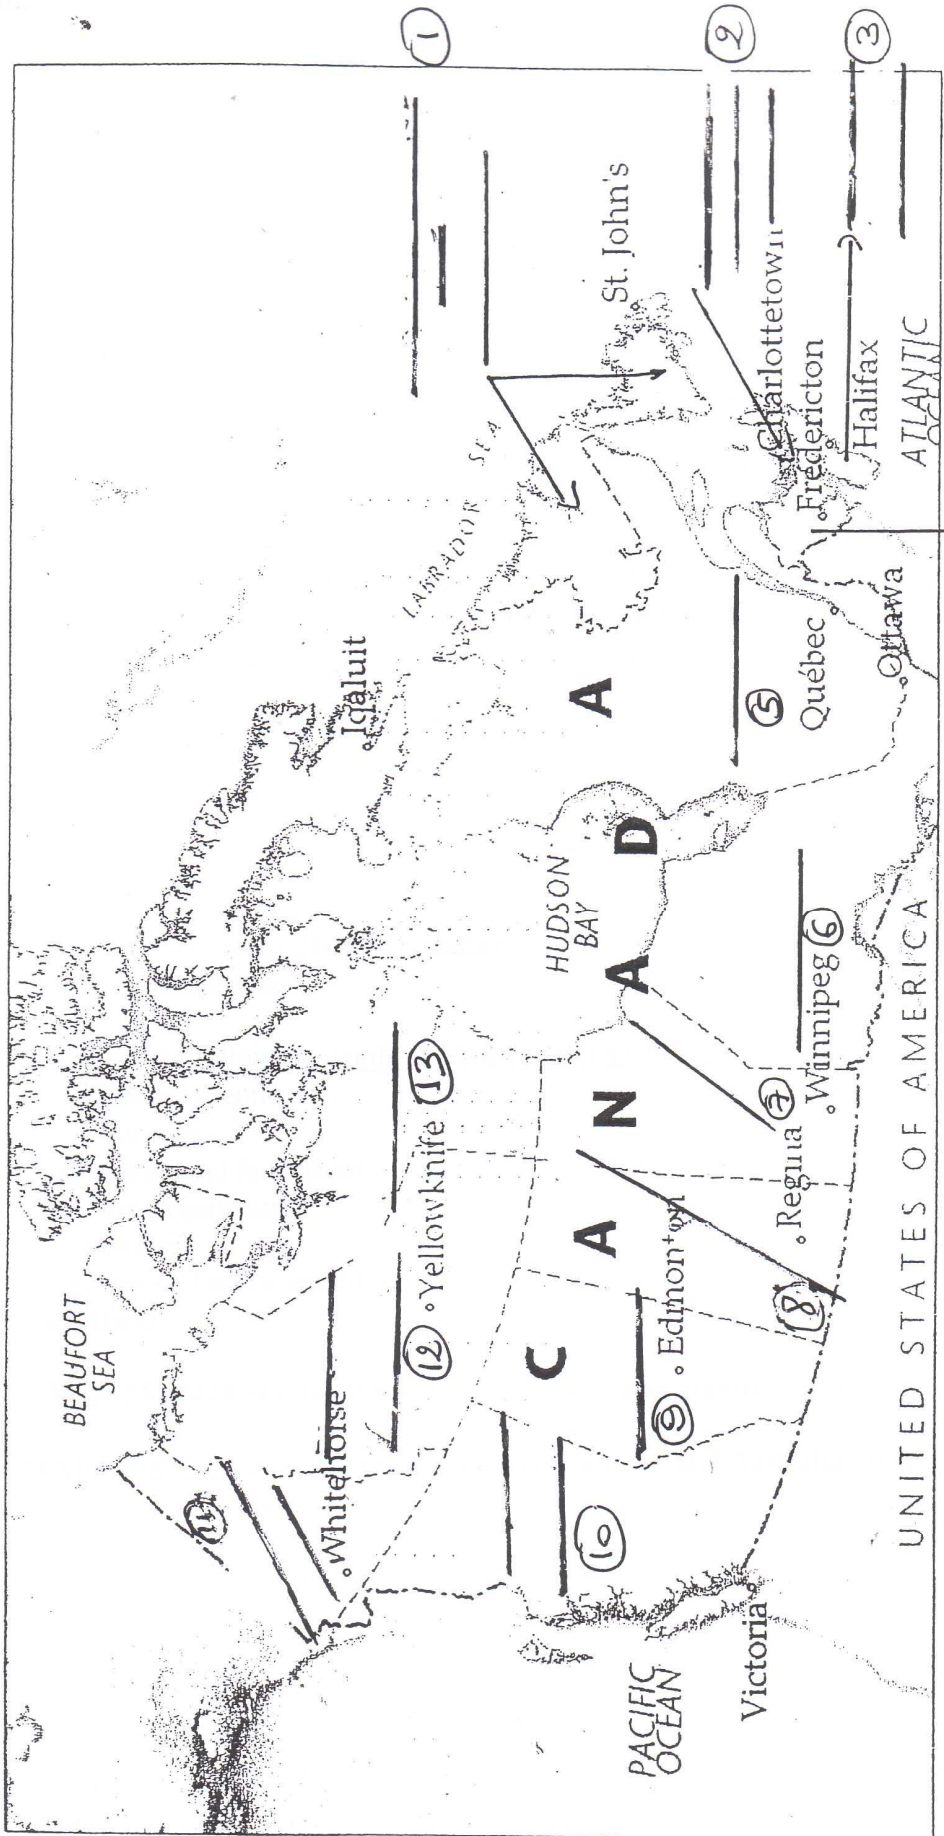 BEAUFORT
SEA
11
Whitehorse
12
Yellowknife
13
Iqaluit
LABRADOR SEA
1
HUDSON
BAY
C A N A D A
10
9
Edmonton
8
Regina
7
Winnipeg
6
5
Québec
Ottawa
St. John's
2
Charlottetown
Fredericton
3
Halifax
ATLANTIC
OCEAN
PACIFIC
OCEAN
Victoria
UNITED STATES OF AMERICA